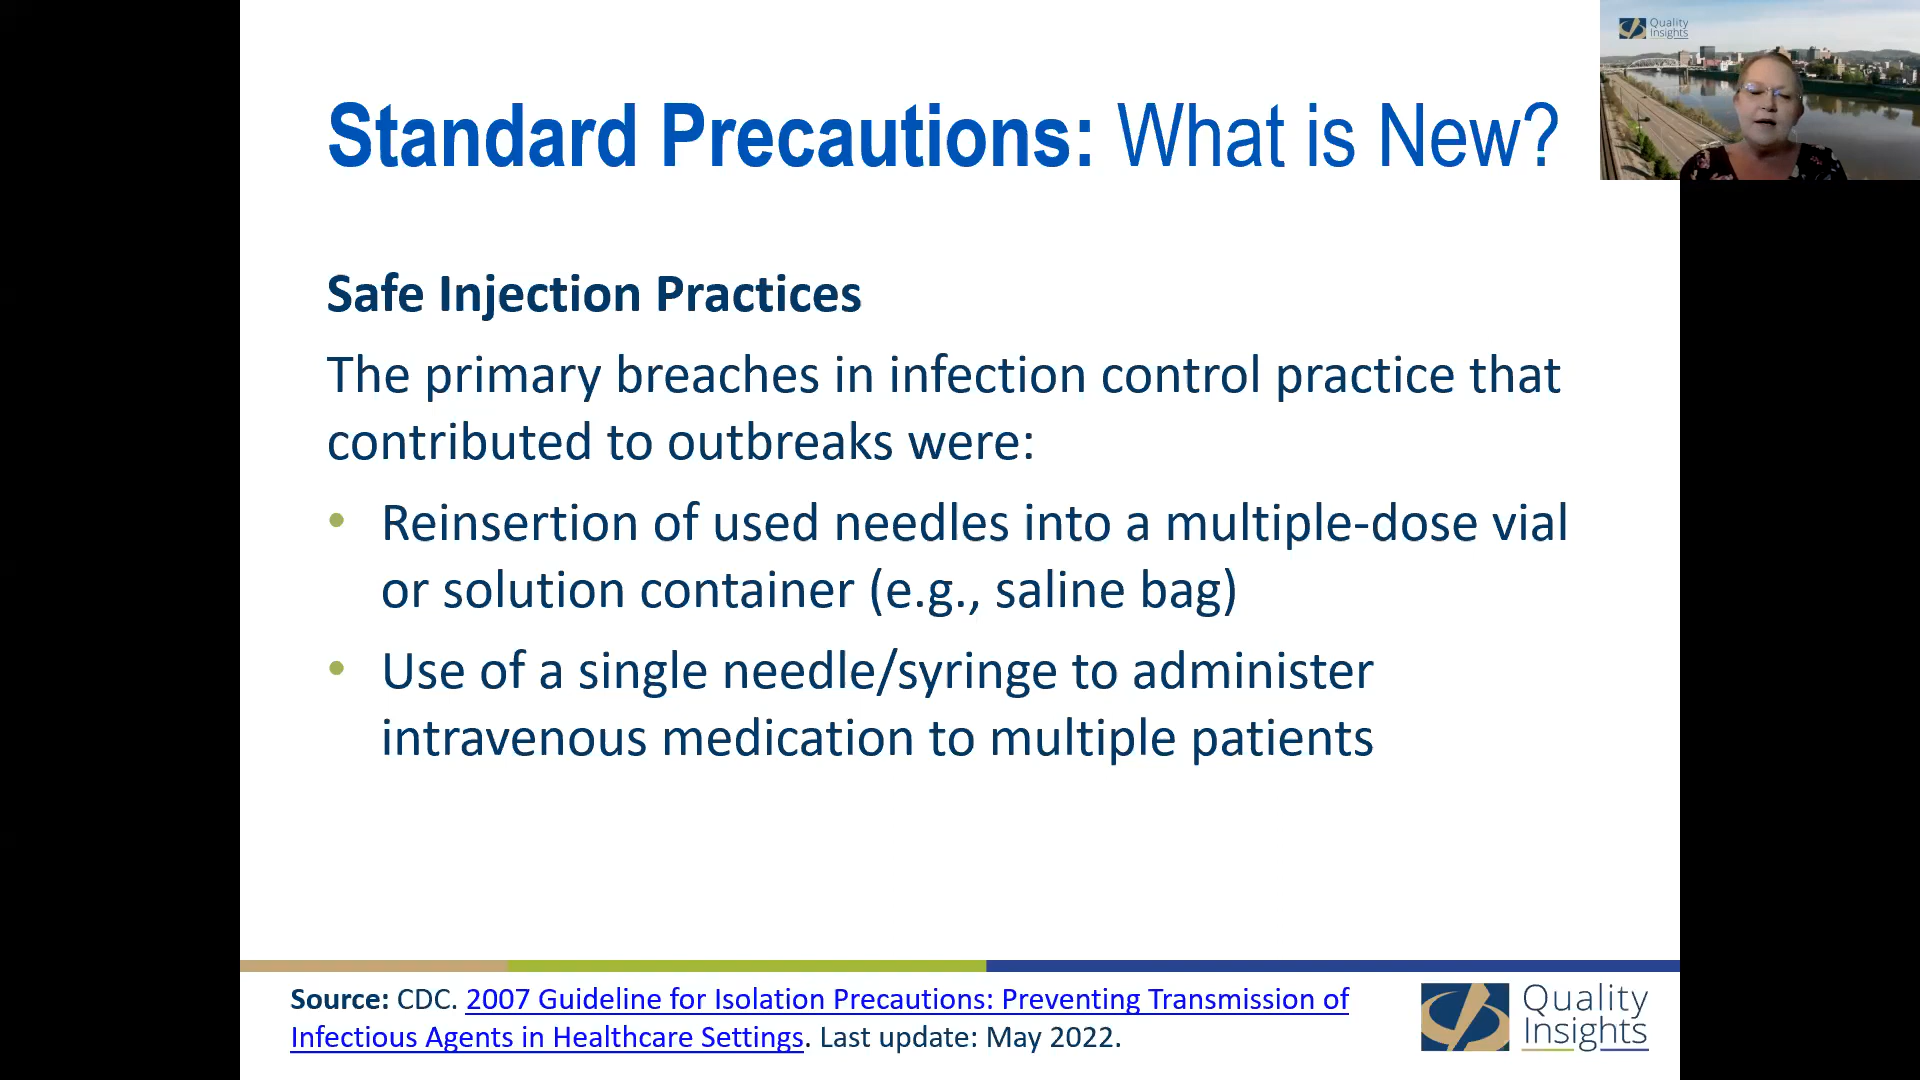 Quality
Insights
Standard Precautions: What is New?
Safe Injection Practices
The primary breaches in infection control practice that
contributed to outbreaks were:
• Reinsertion of used needles into a multiple-dose vial
or solution container (e.g., saline bag)
• Use of a single needle/syringe to administer
intravenous medication to multiple patients
Source: CDC. 2007 Guideline for Isolation Precautions: Preventing Transmission of
Infectious Agents in Healthcare Settings. Last update: May 2022.
Quality
Insights